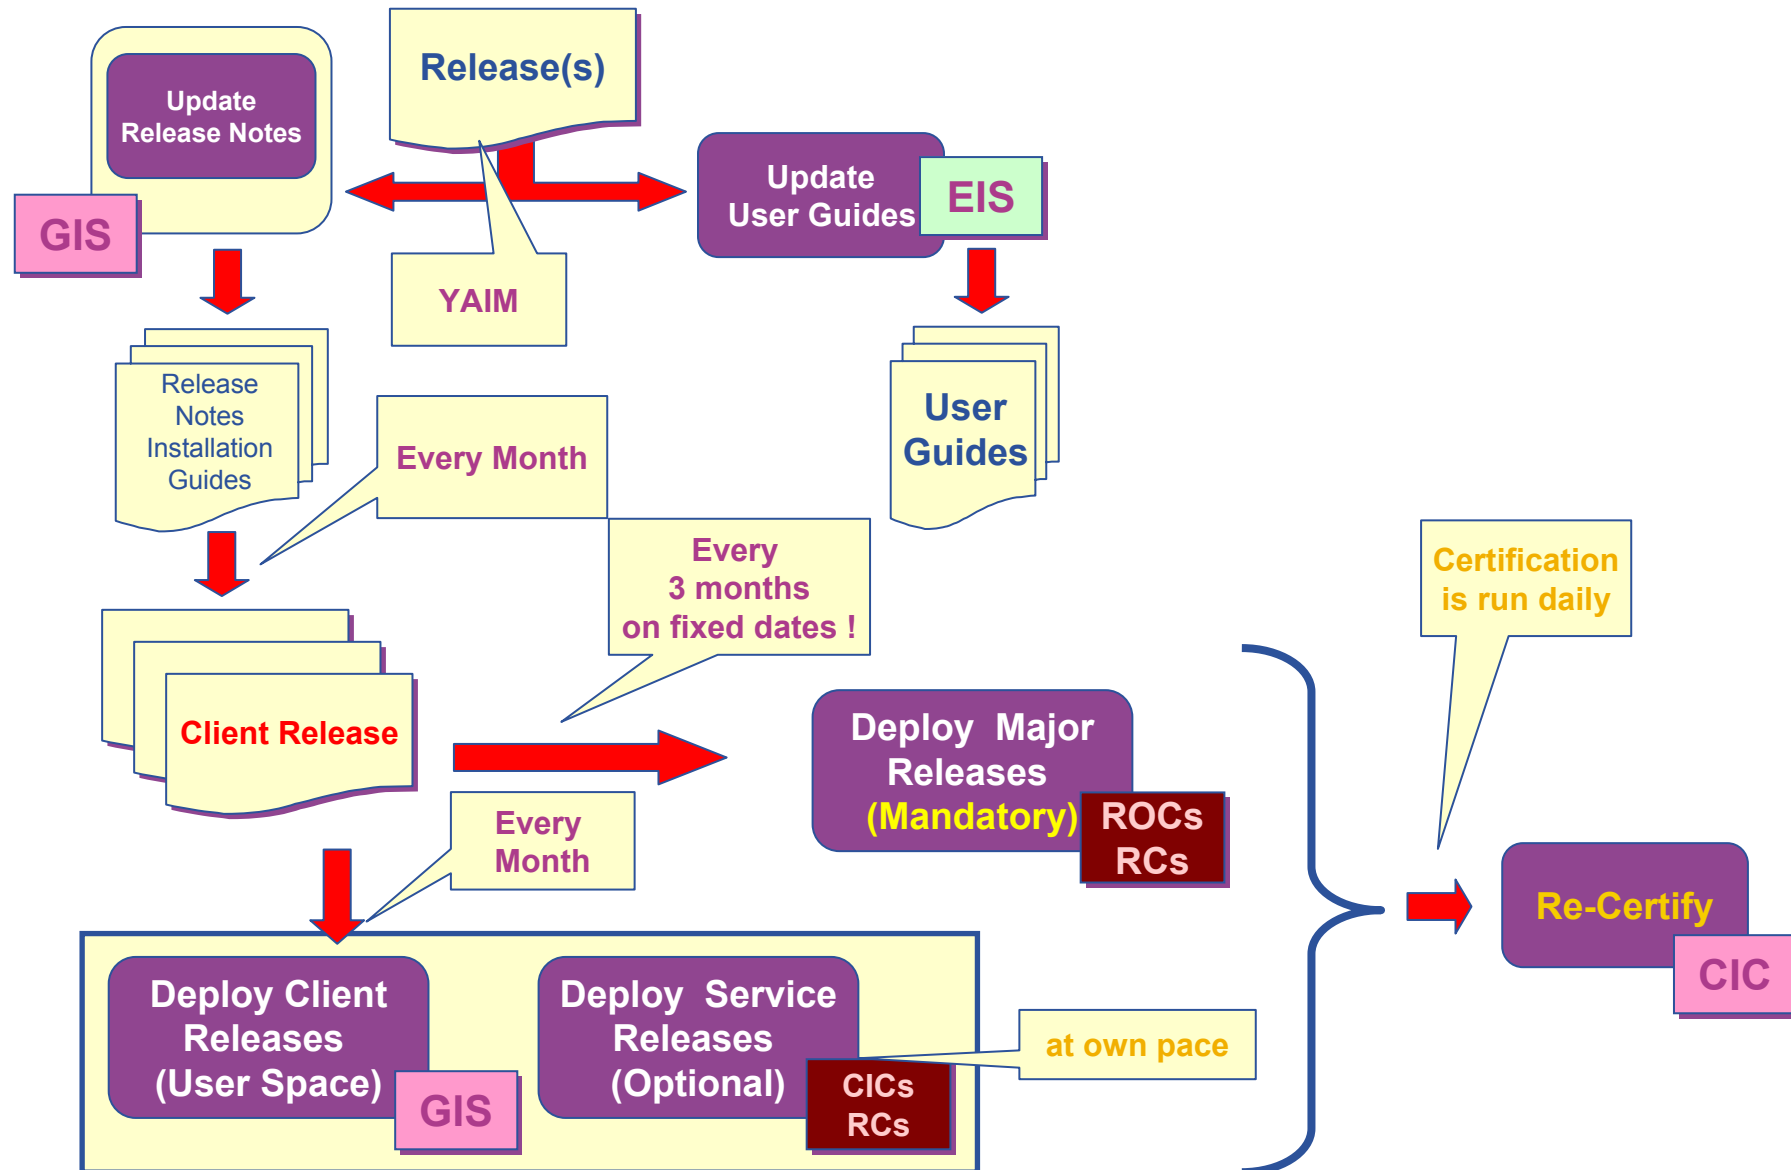 Update
Release Notes
GIS
Release(s)
YAIM
Update
User Guides
EIS
Release
Notes
Installation
Guides
User
Guides
Every Month
Every
3 months
on fixed dates !
Certification
is run daily
Client Release
Deploy Major
Releases
(Mandatory)
ROCs
RCs
Every
Month
Re-Certify
CIC
Deploy Client
Releases
(User Space)
GIS
Deploy Service
Releases
(Optional)
CICs
RCs
at own pace